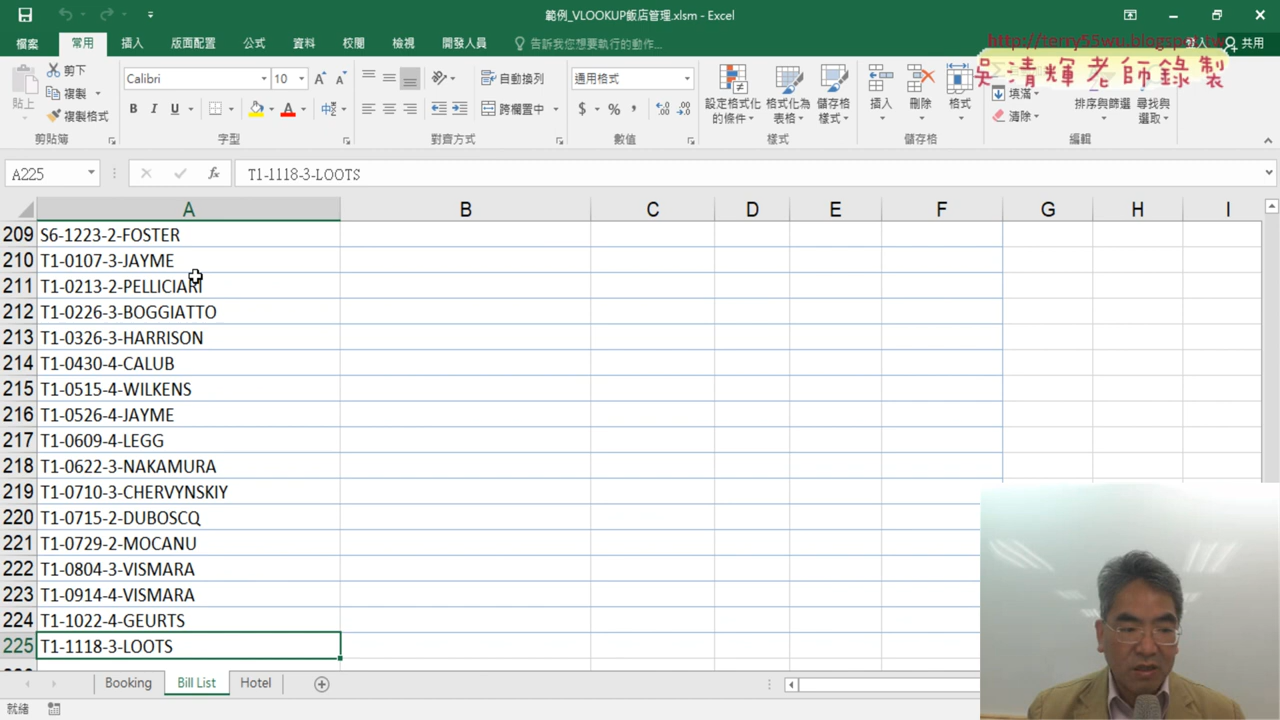 範例_VLOOKUP飯店管理.xlsm - Excel
檔案 常用 插入 版面配置 公式 資料 校閱 檢視 開發人員 告訴我您想要執行的動作... 共用
http://terry55wu.blogspot.tw
吳清輝老師錄製
貼上 剪下 複製 複製格式
Calibri 10 B I U A A A 中
自動換列 跨欄置中
通用格式 $ % ,
設定格式化的條件 格式化為表格 儲存格樣式
插入 刪除 格式
填滿 清除 排序與篩選 尋找與選取
剪貼簿 字型 對齊方式 數值 樣式 儲存格 編輯
A225 fx T1-1118-3-LOOTS
A B C D E F G H I
209 S6-1223-2-FOSTER
210 T1-0107-3-JAYME
211 T1-0213-2-PELLICIARI
212 T1-0226-3-BOGGIATTO
213 T1-0326-3-HARRISON
214 T1-0430-4-CALUB
215 T1-0515-4-WILKENS
216 T1-0526-4-JAYME
217 T1-0609-4-LEGG
218 T1-0622-3-NAKAMURA
219 T1-0710-3-CHERVYNSKIY
220 T1-0715-2-DUBOSCQ
221 T1-0729-2-MOCANU
222 T1-0804-3-VISMARA
223 T1-0914-4-VISMARA
224 T1-1022-4-GEURTS
225 T1-1118-3-LOOTS
Booking Bill List Hotel
就緒